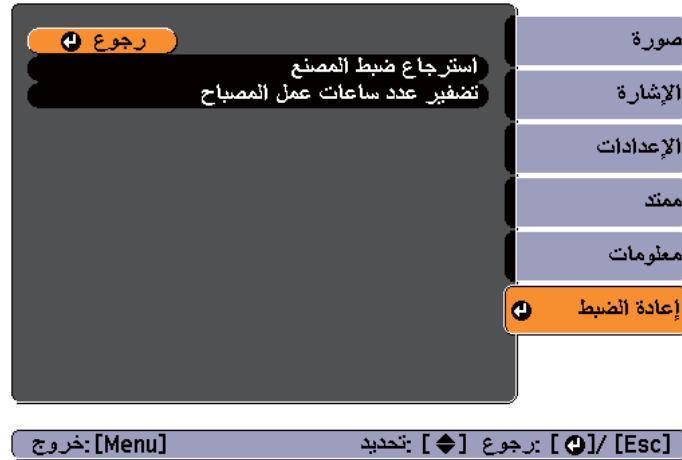 صورة
الإشارة
الإعدادات
ممتد
معلومات
إعادة الضبط
رجوع
استرجاع ضبط المصنع
تضفير عدد ساعات عمل المصباح
[Esc] /[ ] :رجوع [ ] :تحديد [Menu] :خروج